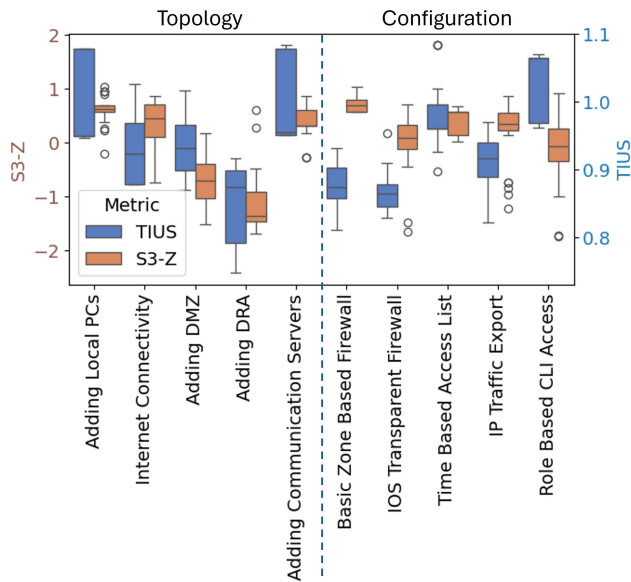 Topology
Configuration
2
1
0
−1
−2
S3-Z
1.1
1.0
0.9
0.8
TIUS
Metric
TIUS
S3-Z
Adding Local PCs
Internet Connectivity
Adding DMZ
Adding DRA
Adding Communication Servers
Basic Zone Based Firewall
IOS Transparent Firewall
Time Based Access List
IP Traffic Export
Role Based CLI Access